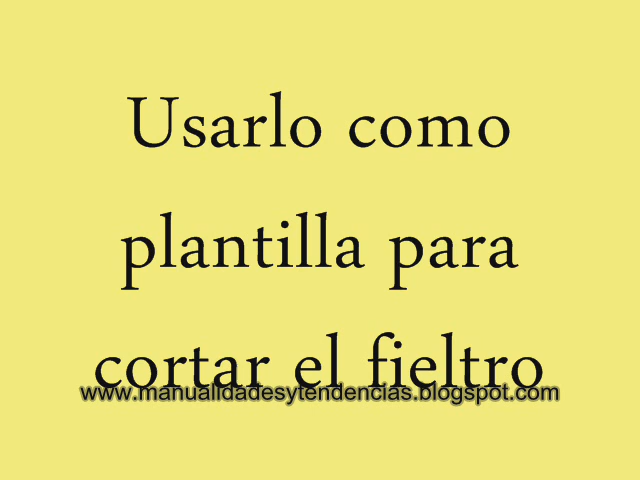 Usarlo como
plantilla para
cortar el fieltro
www.manualidadesytendencias.blogspot.com